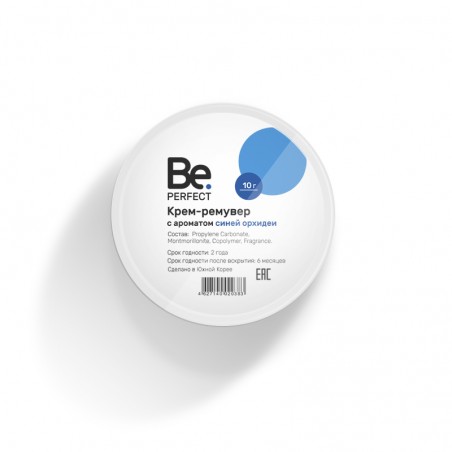 Be.
PERFECT
10 г
Крем-ремувер
с ароматом синей орхидеи
Состав: Propylene Carbonate,
Montmorillonite, Copolymer, Fragrance.
Срок годности: 2 года
Срок годности после вскрытия: 6 месяцев
Сделано в Южной Корее
EAC
4627140020583